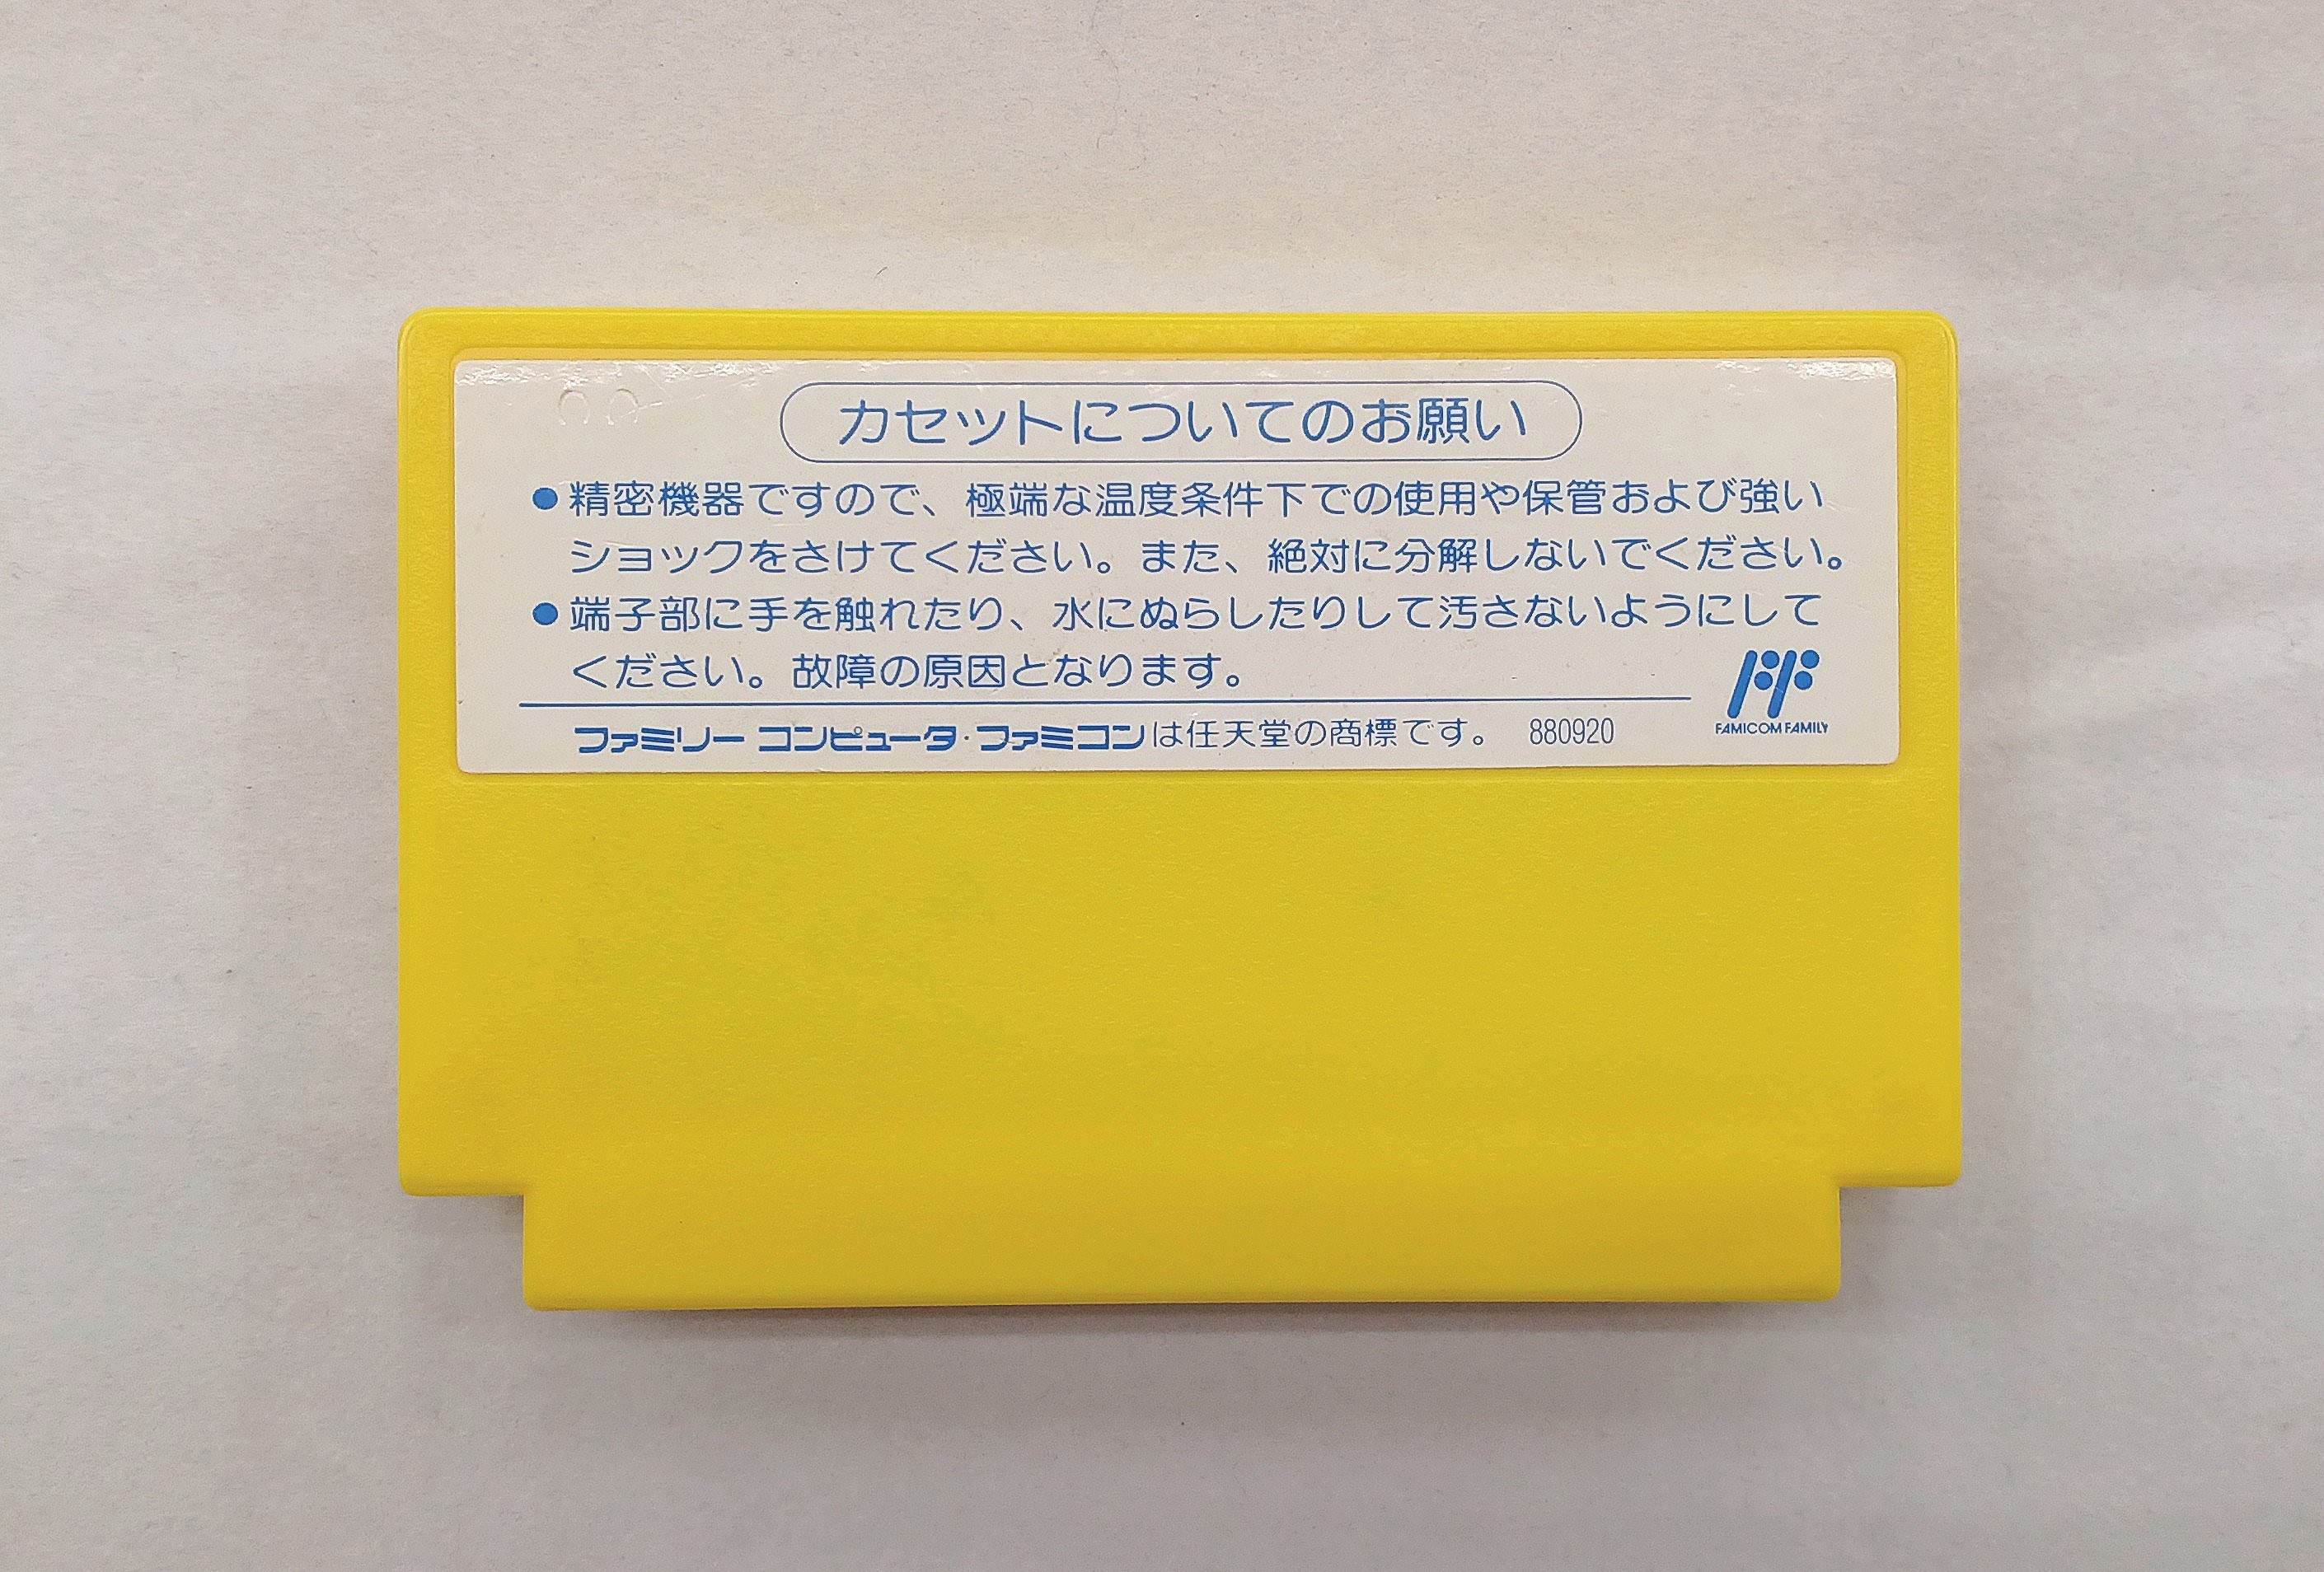 カセットについてのお願い
●精密機器ですので、極端な温度条件下での使用や保管および強い
ショックをさけてください。また、絶対に分解しないでください。
●端子部に手を触れたり、水にぬらしたりして汚さないようにして
ください。故障の原因となります。
ファミリー コンピュータ・ファミコンは任天堂の商標です。 880920
FF
FAMICOM FAMILY